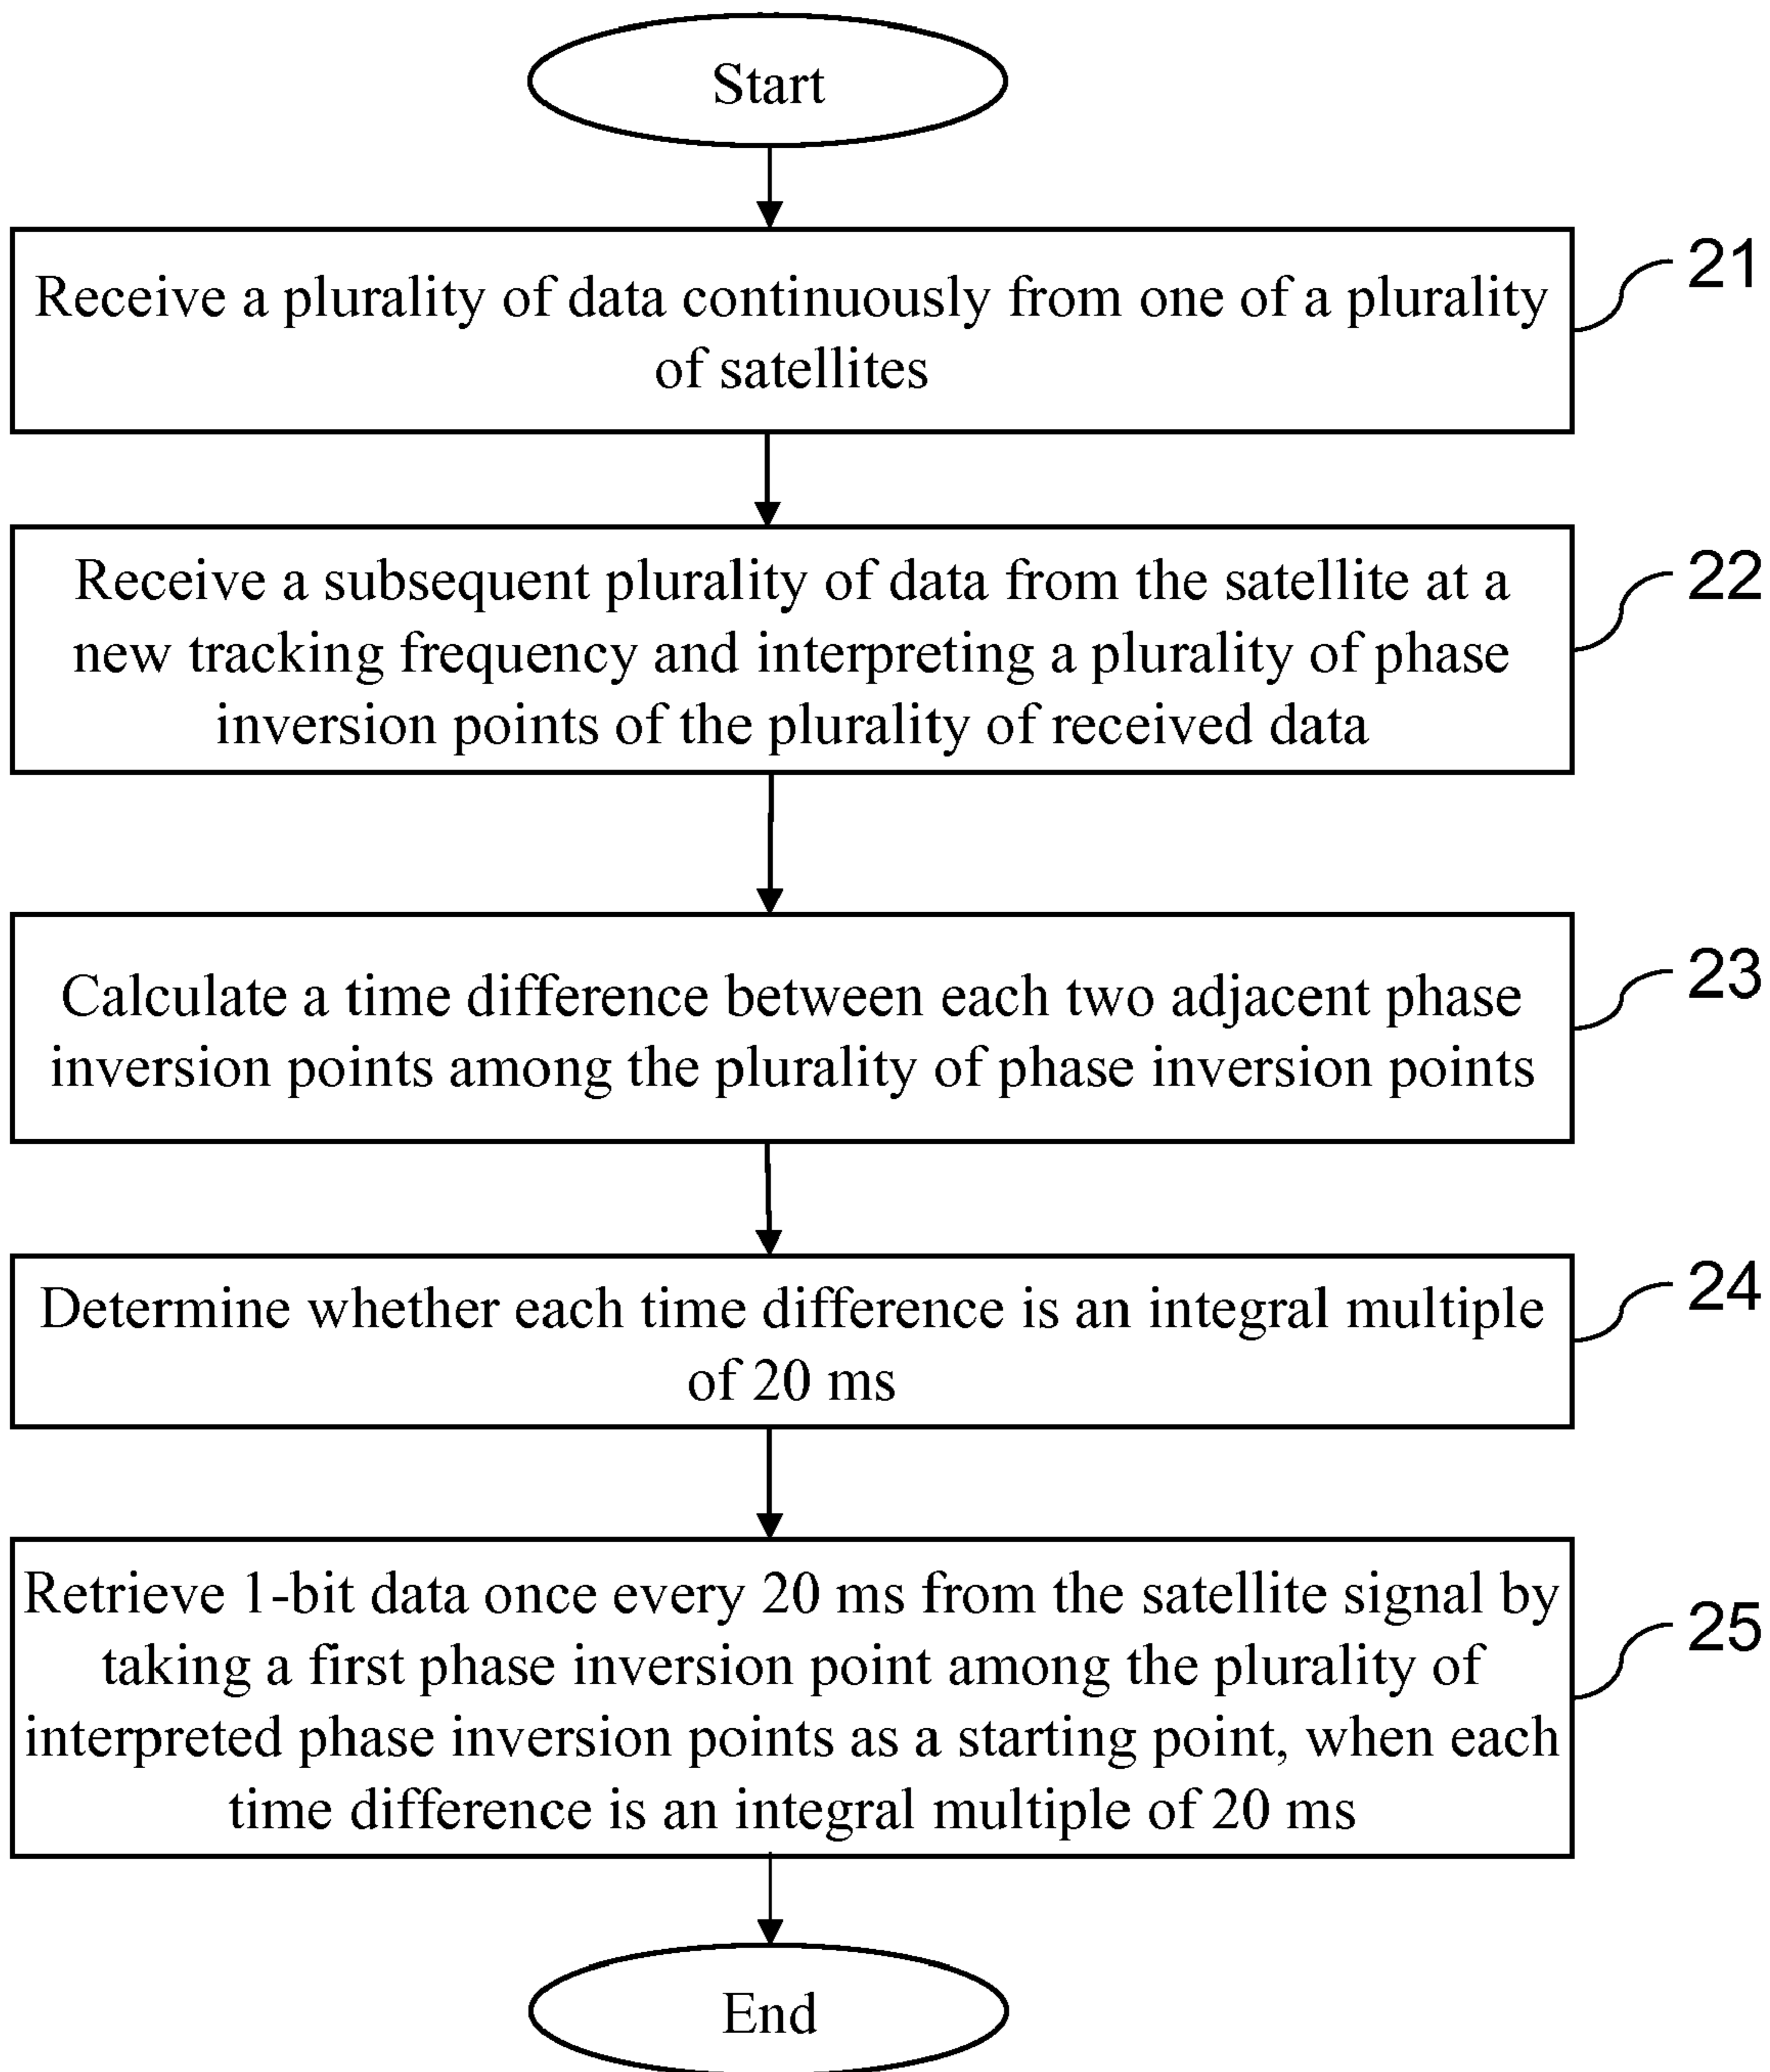 Start
Receive a plurality of data continuously from one of a plurality
of satellites
21
Receive a subsequent plurality of data from the satellite at a
new tracking frequency and interpreting a plurality of phase
inversion points of the plurality of received data
22
Calculate a time difference between each two adjacent phase
inversion points among the plurality of phase inversion points
23
Determine whether each time difference is an integral multiple
of 20 ms
24
Retrieve 1-bit data once every 20 ms from the satellite signal by
taking a first phase inversion point among the plurality of
interpreted phase inversion points as a starting point, when each
time difference is an integral multiple of 20 ms
25
End